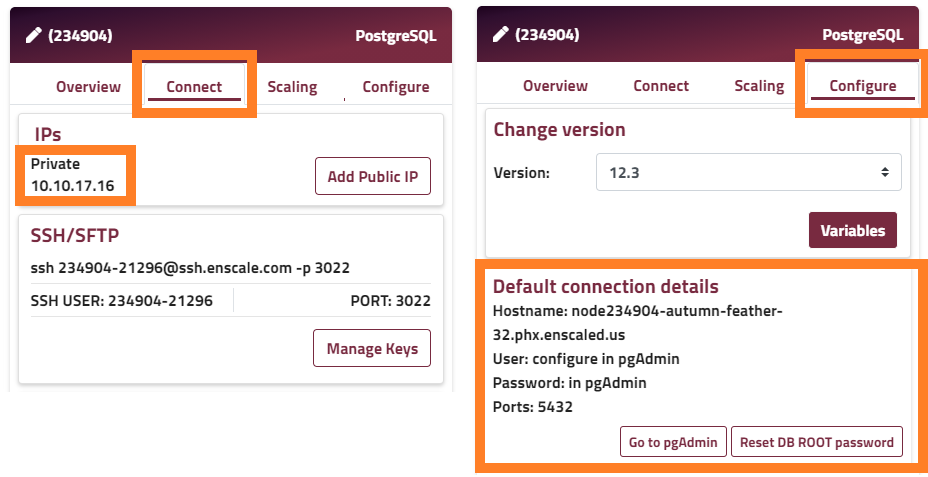 (234904) PostgreSQL
Overview Connect Scaling Configure
IPs
Private
10.10.17.16
Add Public IP
SSH/SFTP
ssh 234904-21296@ssh.enscale.com -p 3022
SSH USER: 234904-21296 PORT: 3022
Manage Keys
(234904) PostgreSQL
Overview Connect Scaling Configure
Change version
Version: 12.3
Variables
Default connection details
Hostname: node234904-autumn-feather-
32.phx.enscaled.us
User: configure in pgAdmin
Password: in pgAdmin
Ports: 5432
Go to pgAdmin Reset DB ROOT password